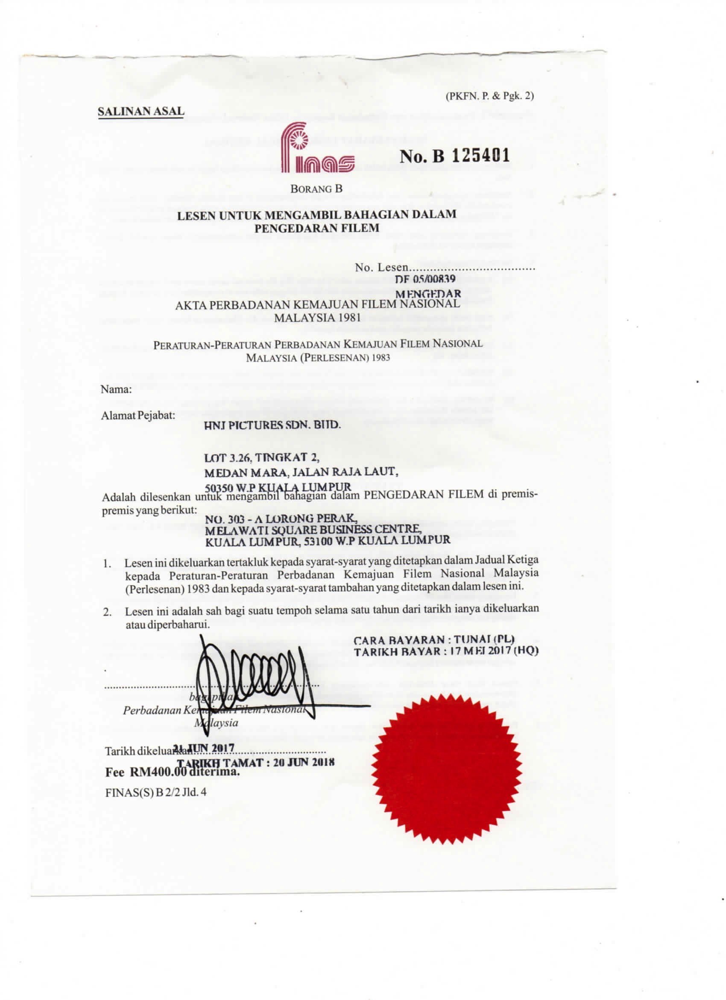 (PKFN. P. & Pgk. 2)
SALINAN ASAL
Finas
No. B 125401
BORANG B
LESEN UNTUK MENGAMBIL BAHAGIAN DALAM
PENGEDARAN FILEM
No. Lesen....................................
DF 05/00839
MENGEDAR
AKTA PERBADANAN KEMAJUAN FILEM NASIONAL
MALAYSIA 1981
PERATURAN-PERATURAN PERBADANAN KEMAJUAN FILEM NASIONAL
MALAYSIA (PERLESENAN) 1983
Nama:
Alamat Pejabat:
HNJ PICTURES SDN. BHD.
LOT 3.26, TINGKAT 2,
MEDAN MARA, JALAN RAJA LAUT,
50350 W.P KUALA LUMPUR
Adalah dilesenkan untuk mengambil bahagian dalam PENGEDARAN FILEM di premis-
premis yang berikut:
NO. 303 - A LORONG PERAK,
MELAWATI SQUARE BUSINESS CENTRE,
KUALA LUMPUR, 53100 W.P KUALA LUMPUR
1. Lesen ini dikeluarkan tertakluk kepada syarat-syarat yang ditetapkan dalam Jadual Ketiga
kepada Peraturan-Peraturan Perbadanan Kemajuan Filem Nasional Malaysia
(Perlesenan) 1983 dan kepada syarat-syarat tambahan yang ditetapkan dalam lesen ini.
2. Lesen ini adalah sah bagi suatu tempoh selama satu tahun dari tarikh ianya dikeluarkan
atau diperbaharui.
CARA BAYARAN : TUNAI (PL)
TARIKH BAYAR : 17 MEI 2017 (HQ)
bagi pihak
Perbadanan Kemajuan Filem Nasional
Malaysia
Tarikh dikeluarkan
21 JUN 2017
TARIKH TAMAT : 20 JUN 2018
Fee RM400.00 diterima.
FINAS(S) B 2/2 Jld. 4